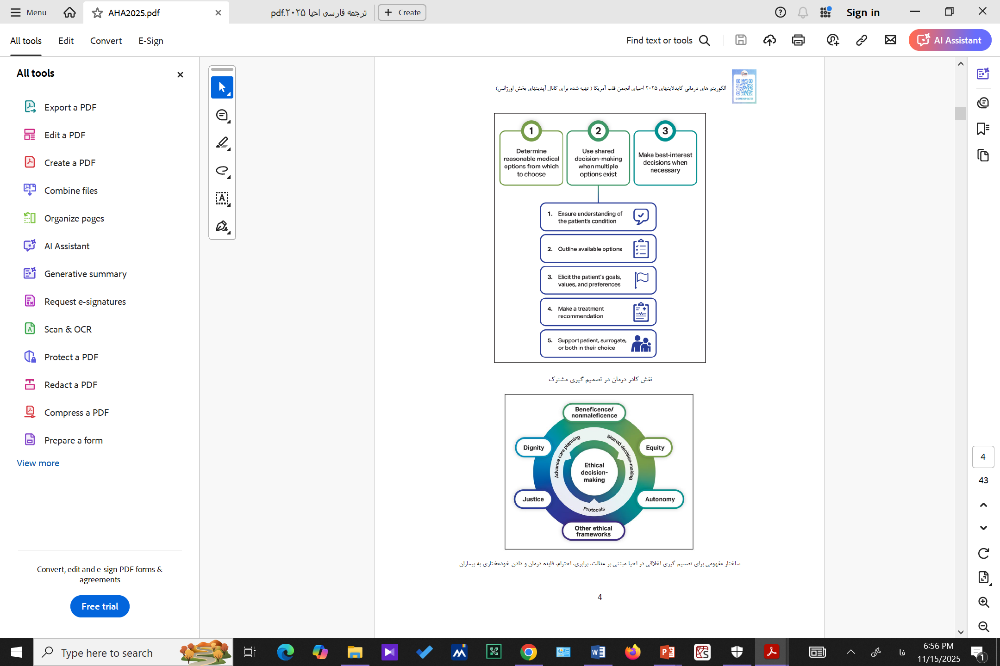 Menu
AHA2025.pdf
ترجمه فارسی احیا ۲۰۲۵.pdf
Create
Sign in
All tools
Edit
Convert
E-Sign
Find text or tools
AI Assistant
All tools
Export a PDF
Edit a PDF
Create a PDF
Combine files
Organize pages
AI Assistant
Generative summary
Request e-signatures
Scan & OCR
Protect a PDF
Redact a PDF
Compress a PDF
Prepare a form
View more
Convert, edit and e-sign PDF forms &
agreements
Free trial
الگوریتم های درمانی گایدلاینهای ۲۰۲۵ احیای انجمن قلب آمریکا ( تهیه شده برای کانال آپدیتهای بخش اورژانس)
@EMEDUPDATES
1
Determine
reasonable medical
options from which
to choose
2
Use shared
decision-making
when multiple
options exist
3
Make best-interest
decisions when
necessary
1. Ensure understanding of
the patient's condition
2. Outline available options
3. Elicit the patient's goals,
values, and preferences
4. Make a treatment
recommendation
5. Support patient, surrogate,
or both in their choice
نقش کادر درمان در تصمیم گیری مشترک
Beneficence/
nonmaleficence
Dignity
Equity
Advance care planning
Shared decision-making
Ethical
decision-
making
Justice
Autonomy
Protocols
Other ethical
frameworks
ساختار مفهومی برای تصمیم گیری اخلاقی در احیا مبتنی بر عدالت، برابری، احترام، فایده درمان و دادن خودمختاری به بیماران
4
4
43
Type here to search
فا
6:56 PM
11/15/2025
1